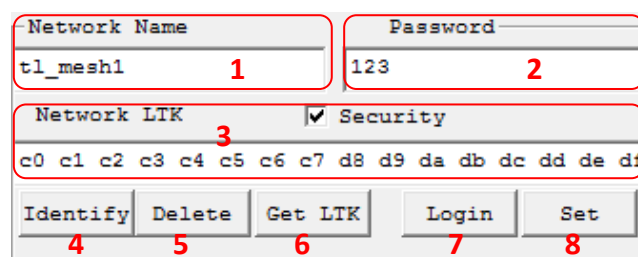 Network Name Password
tl_mesh1 1 123 2
Network LTK Security
3
c0 c1 c2 c3 c4 c5 c6 c7 d8 d9 da db dc dd de
Identify Delete Get LTK Login Set
4 5 6 7 8